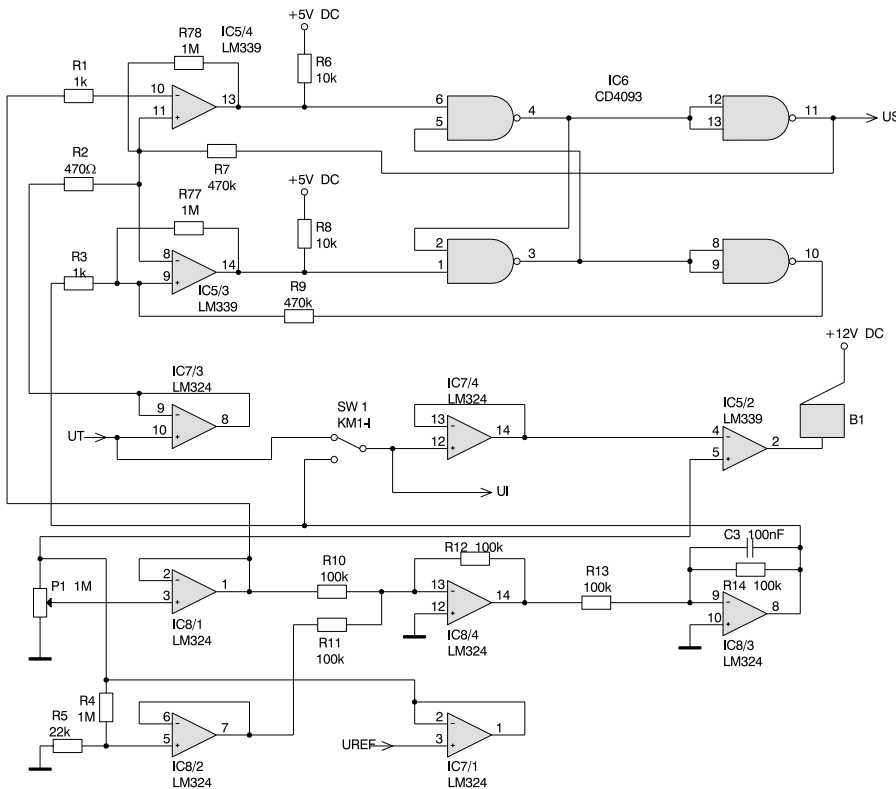 +5V DC
R78
1M
IC5/4
LM339
R6
10k
R1
1k
10
11
13
6
5
4
IC6
CD4093
12
13
11
US
R2
470Ω
R7
470k
R77
1M
+5V DC
R8
10k
R3
1k
8
9
14
IC5/3
LM339
R9
470k
2
1
3
8
9
10
+12V DC
B1
IC7/3
LM324
9
10
8
UT
SW 1
KM1-I
IC7/4
LM324
13
12
14
UI
IC5/2
LM339
4
5
2
P1 1M
2
3
1
IC8/1
LM324
R10
100k
R11
100k
R12 100k
13
12
14
IC8/4
LM324
R13
100k
C3 100nF
R14 100k
9
10
8
IC8/3
LM324
R4
1M
R5
22k
6
5
7
IC8/2
LM324
UREF
2
3
1
IC7/1
LM324